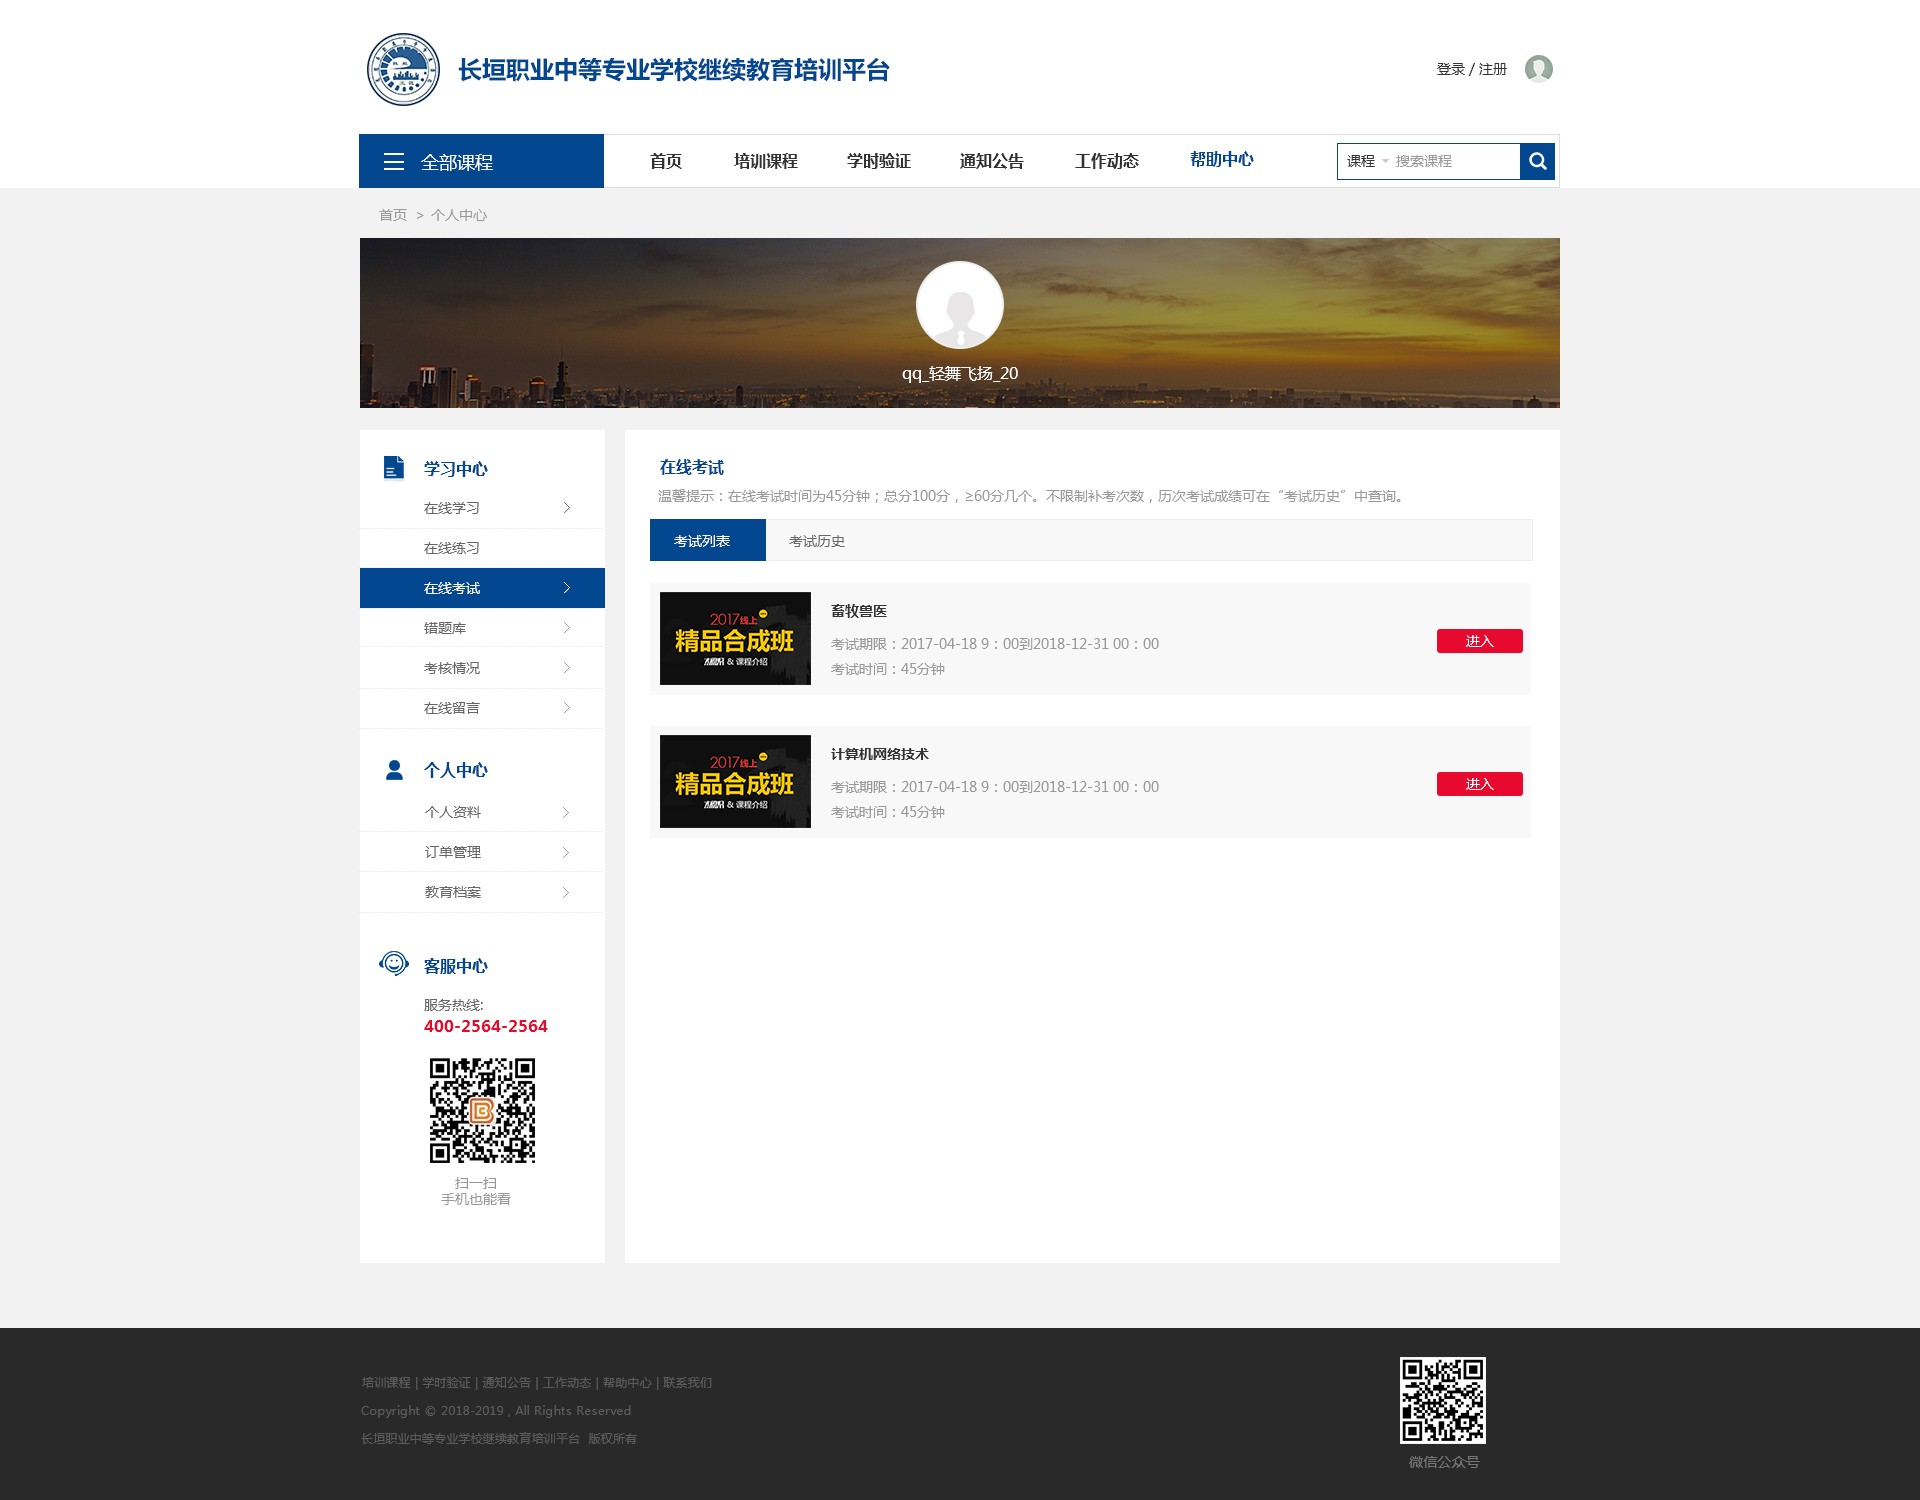 长垣职业中等专业学校继续教育培训平台
登录 / 注册
全部课程
首页
培训课程
学时验证
通知公告
工作动态
帮助中心
课程
搜索课程
首页 > 个人中心
qq_轻舞飞扬_20
学习中心
在线学习
在线练习
在线考试
错题库
考核情况
在线留言
个人中心
个人资料
订单管理
教育档案
客服中心
服务热线:
400-2564-2564
扫一扫
手机也能看
在线考试
温馨提示：在线考试时间为45分钟；总分100分，≥60分几个。不限制补考次数，历次考试成绩可在“考试历史”中查询。
考试列表
考试历史
2017线上
精品合成班
& 课程介绍
畜牧兽医
考试期限：2017-04-18 9：00到2018-12-31 00：00
考试时间：45分钟
进入
2017线上
精品合成班
& 课程介绍
计算机网络技术
考试期限：2017-04-18 9：00到2018-12-31 00：00
考试时间：45分钟
进入
培训课程 | 学时验证 | 通知公告 | 工作动态 | 帮助中心 | 联系我们
Copyright © 2018-2019 , All Rights Reserved
长垣职业中等专业学校继续教育培训平台 版权所有
微信公众号